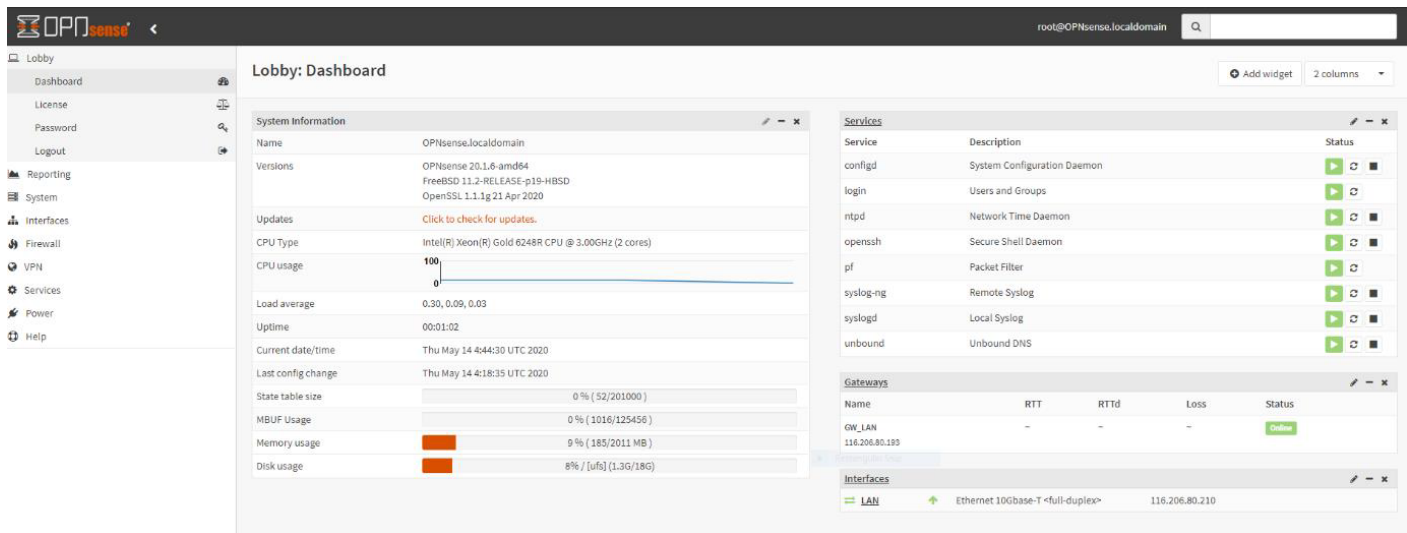 OPNsense
root@OPNsense.localdomain
Lobby
Dashboard
License
Password
Logout
Reporting
System
Interfaces
Firewall
VPN
Services
Power
Help
Lobby: Dashboard
Add widget
2 columns
System Information
Name OPNsense.localdomain
Versions OPNsense 20.1.6-amd64
FreeBSD 11.2-RELEASE-p19-HBSD
OpenSSL 1.1.1g 21 Apr 2020
Updates Click to check for updates.
CPU Type Intel(R) Xeon(R) Gold 6248R CPU @ 3.00GHz (2 cores)
CPU usage 100
0
Load average 0.30, 0.09, 0.03
Uptime 00:01:02
Current date/time Thu May 14 4:44:30 UTC 2020
Last config change Thu May 14 4:18:35 UTC 2020
State table size 0 % ( 52/201000 )
MBUF Usage 0 % ( 1016/125456 )
Memory usage 9 % ( 185/2011 MB )
Disk usage 8% / [ufs] (1.3G/18G)
Services
Service Description Status
configd System Configuration Daemon
login Users and Groups
ntpd Network Time Daemon
openssh Secure Shell Daemon
pf Packet Filter
syslog-ng Remote Syslog
syslogd Local Syslog
unbound Unbound DNS
Gateways
Name RTT RTTd Loss Status
GW_LAN ~ ~ ~ Online
116.206.80.193
Interfaces
LAN Ethernet 10Gbase-T <full-duplex> 116.206.80.210